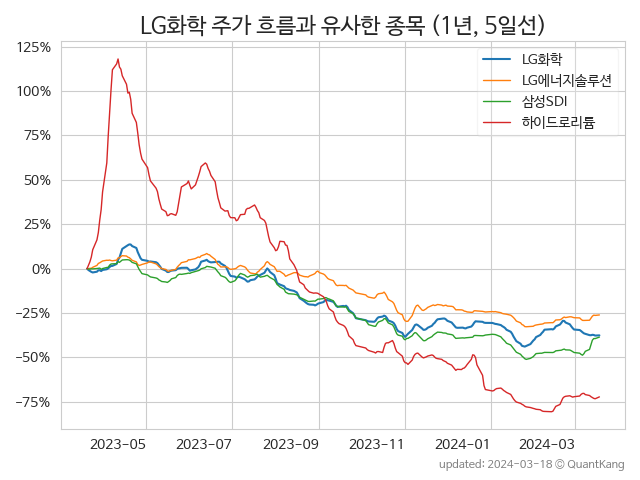 LG화학 주가 흐름과 유사한 종목 (1년, 5일선)
LG화학
LG에너지솔루션
삼성SDI
하이드로리튬
125%
100%
75%
50%
25%
0%
−25%
−50%
−75%
2023-05 2023-07 2023-09 2023-11 2024-01 2024-03
updated: 2024-03-18 © QuantKang